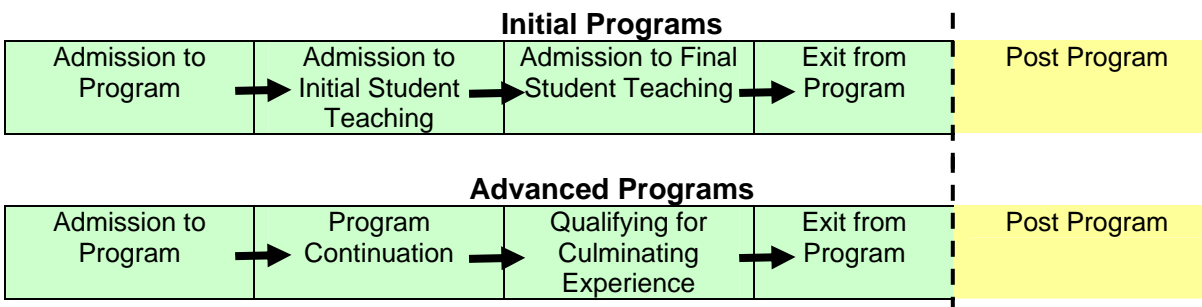 Initial Programs
Admission to
Program
Admission to
Initial Student
Teaching
Admission to Final
Student Teaching
Exit from
Program
Post Program
Advanced Programs
Admission to
Program
Program
Continuation
Qualifying for
Culminating
Experience
Exit from
Program
Post Program